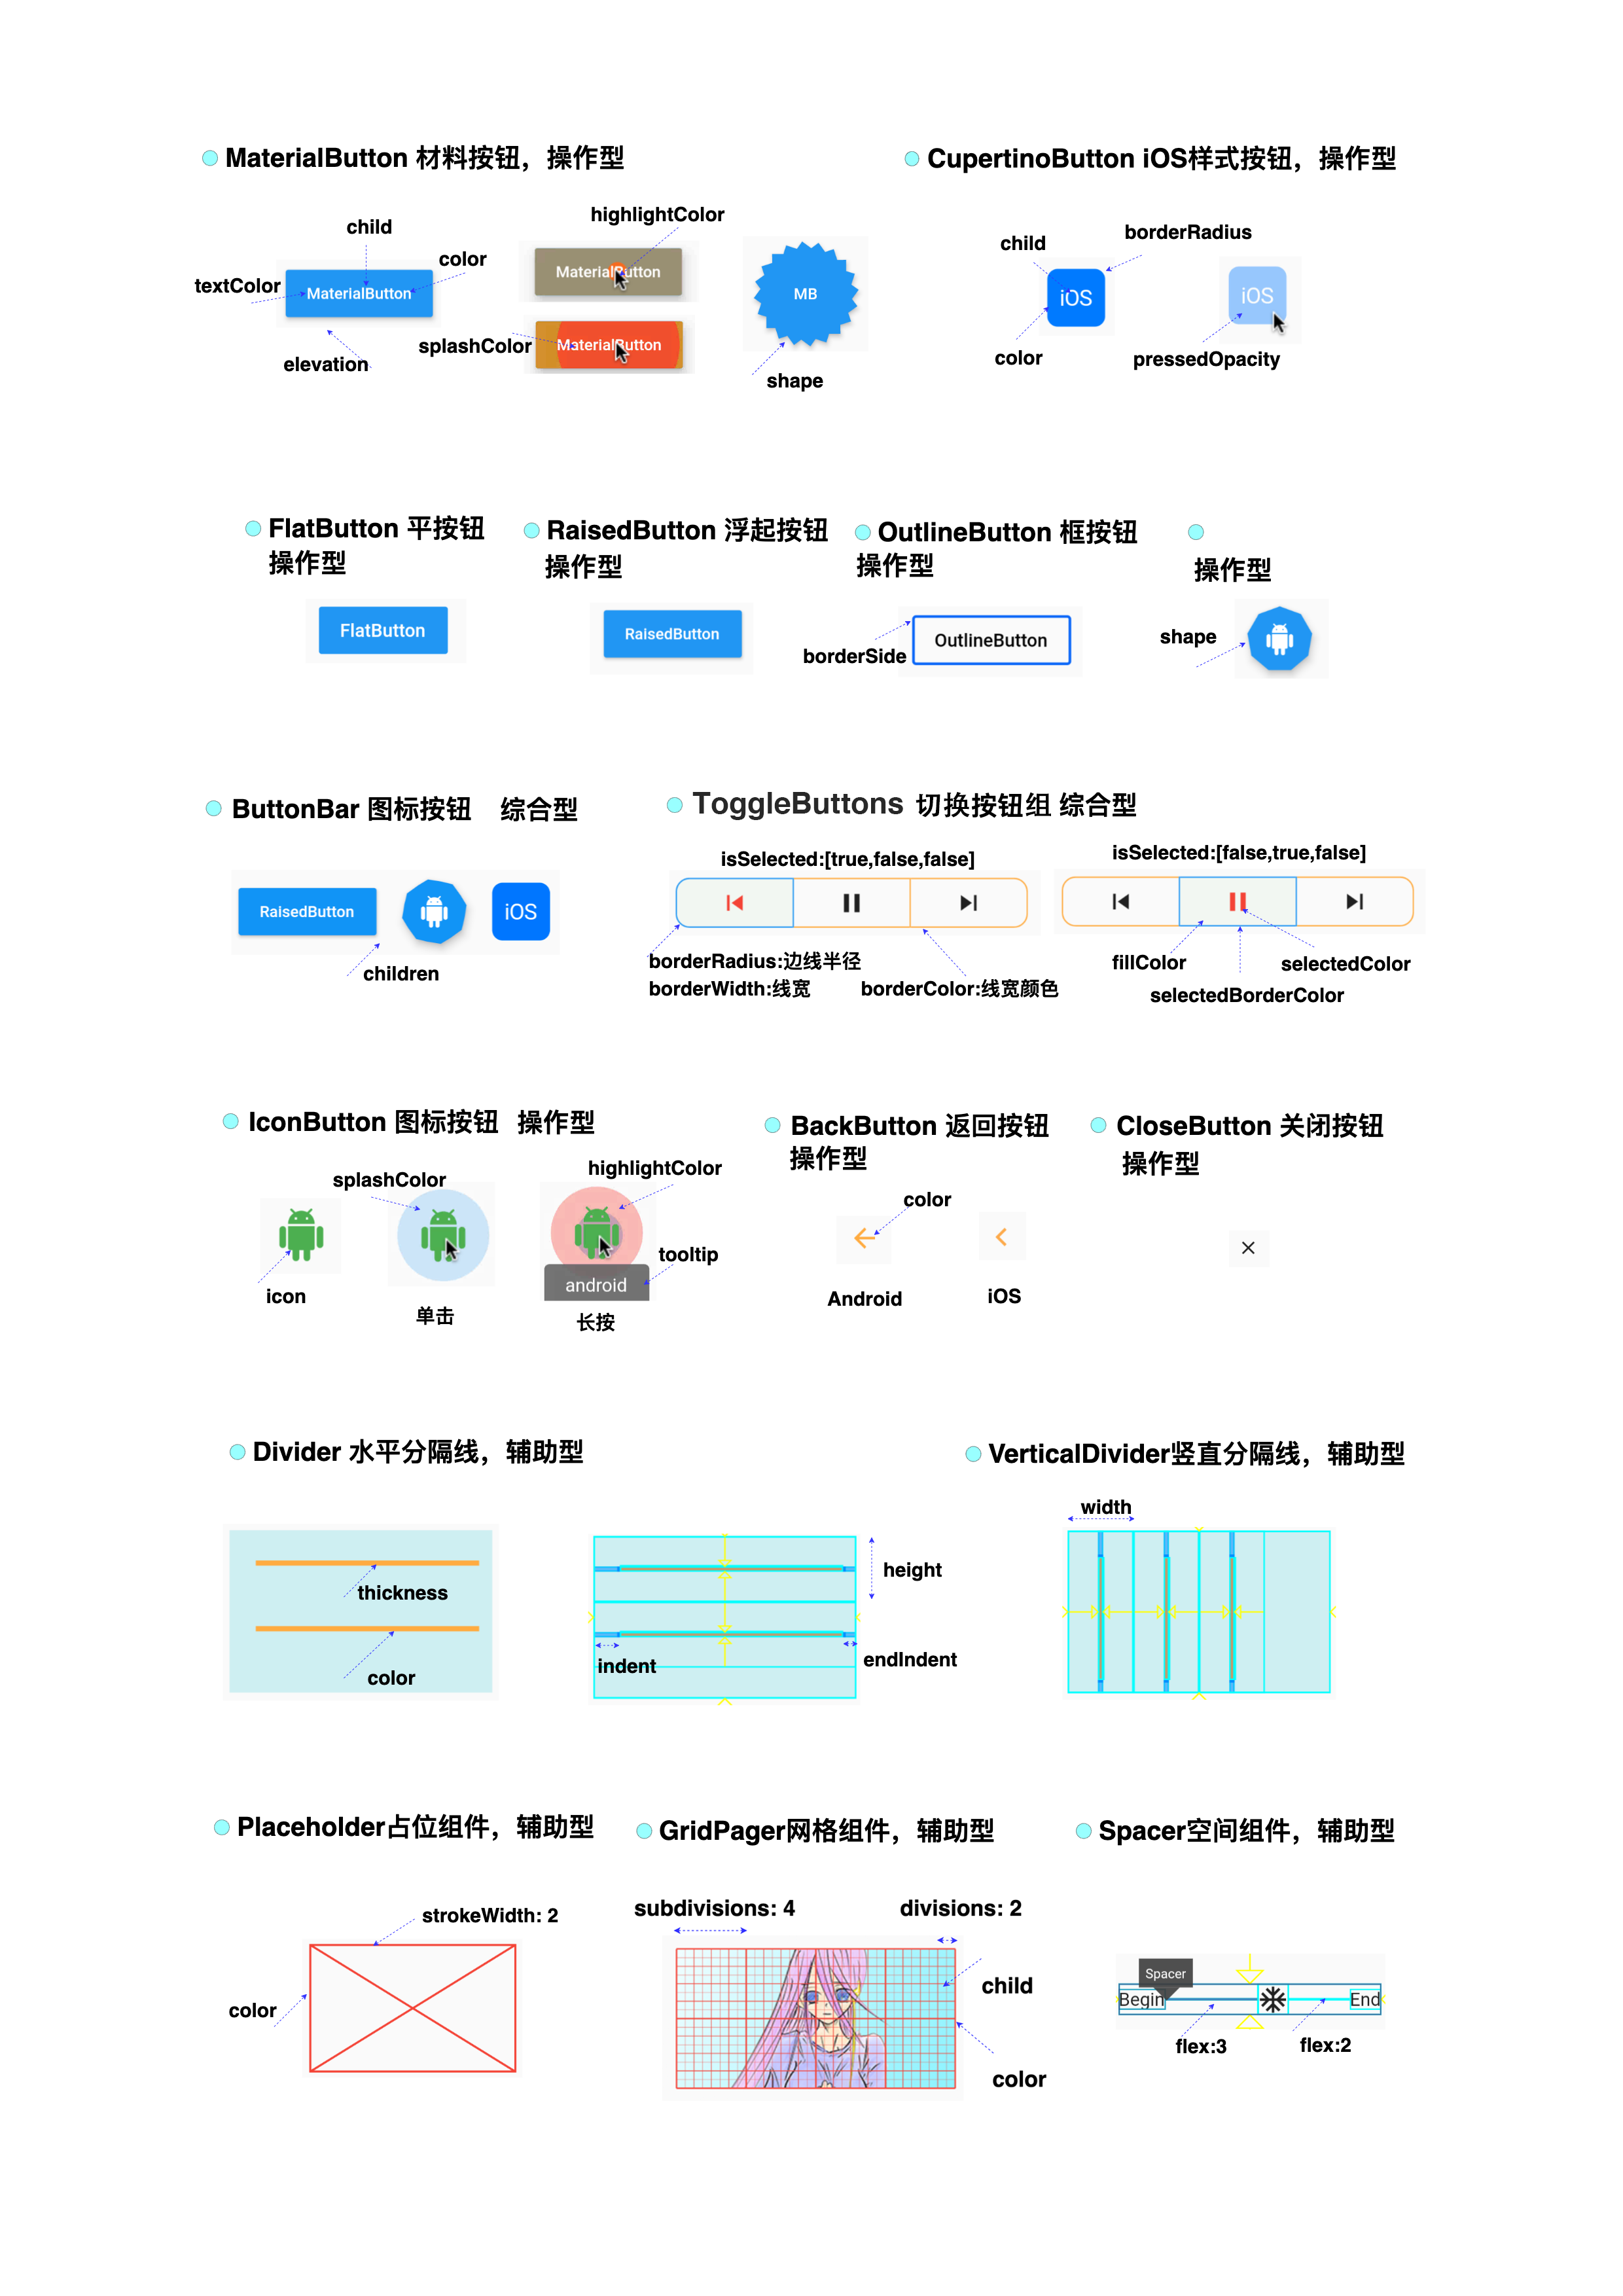 MaterialButton 材料按钮，操作型
CupertinoButton iOS样式按钮，操作型
highlightColor
child
color
textColor
MaterialButton
elevation
MaterialButton
splashColor
MaterialButton
MB
shape
child
borderRadius
iOS
color
iOS
pressedOpacity
FlatButton 平按钮
操作型
FlatButton
RaisedButton 浮起按钮
操作型
RaisedButton
OutlineButton 框按钮
操作型
borderSide
OutlineButton
操作型
shape
ButtonBar 图标按钮 综合型
RaisedButton
iOS
children
ToggleButtons 切换按钮组 综合型
isSelected:[true,false,false]
isSelected:[false,true,false]
borderRadius:边线半径
borderWidth:线宽
borderColor:线宽颜色
fillColor
selectedColor
selectedBorderColor
IconButton 图标按钮 操作型
splashColor
highlightColor
icon
单击
tooltip
android
长按
BackButton 返回按钮
操作型
color
Android
iOS
CloseButton 关闭按钮
操作型
Divider 水平分隔线，辅助型
thickness
color
height
indent
endIndent
VerticalDivider竖直分隔线，辅助型
width
Placeholder占位组件，辅助型
strokeWidth: 2
color
GridPager网格组件，辅助型
subdivisions: 4
divisions: 2
child
color
Spacer空间组件，辅助型
Spacer
Begin
End
flex:3
flex:2